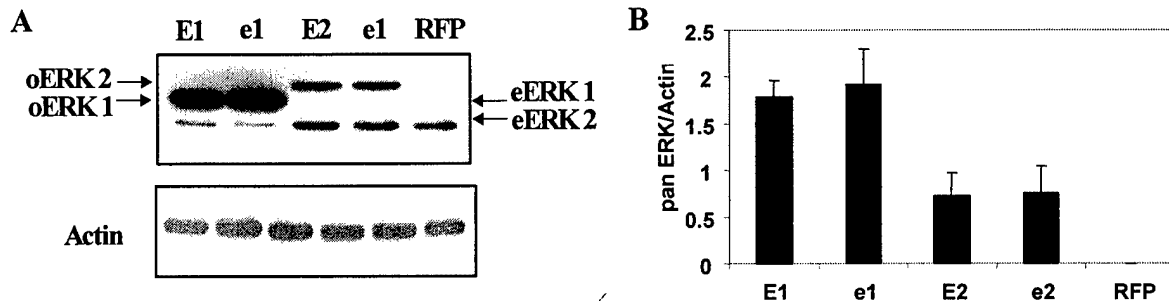 A
E1 e1 E2 e1 RFP
oERK 2
oERK 1
eERK 1
eERK 2
Actin
B
pan ERK/Actin
2.5
2
1.5
1
0.5
0
E1 e1 E2 e2 RFP